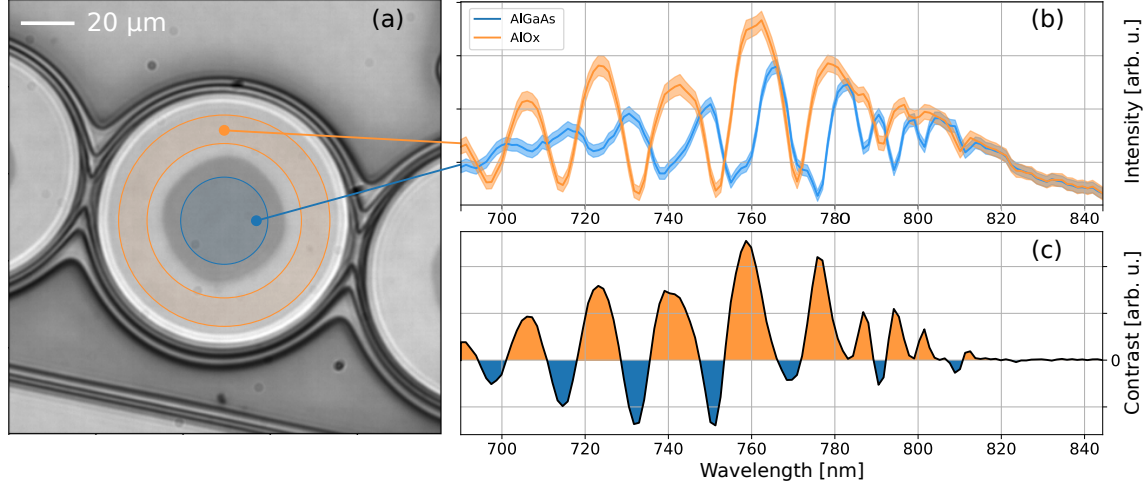 20 μm
(a)
AlGaAs
AlOx
(b)
Intensity [arb. u.]
700 720 740 760 780 800 820 840
(c)
0
Contrast [arb. u.]
700 720 740 760 780 800 820 840
Wavelength [nm]